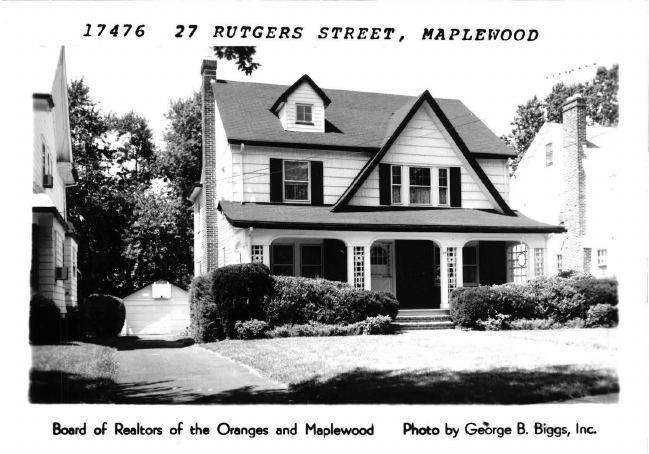 17476 27 RUTGERS STREET, MAPLEWOOD
Board of Realtors of the Oranges and Maplewood Photo by George B. Biggs, Inc.